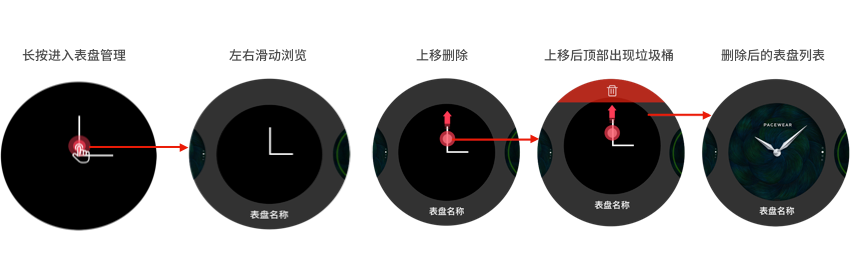 长按进入表盘管理
左右滑动浏览
上移删除
上移后顶部出现垃圾桶
删除后的表盘列表
表盘名称
表盘名称
表盘名称
PACEWEAR
表盘名称